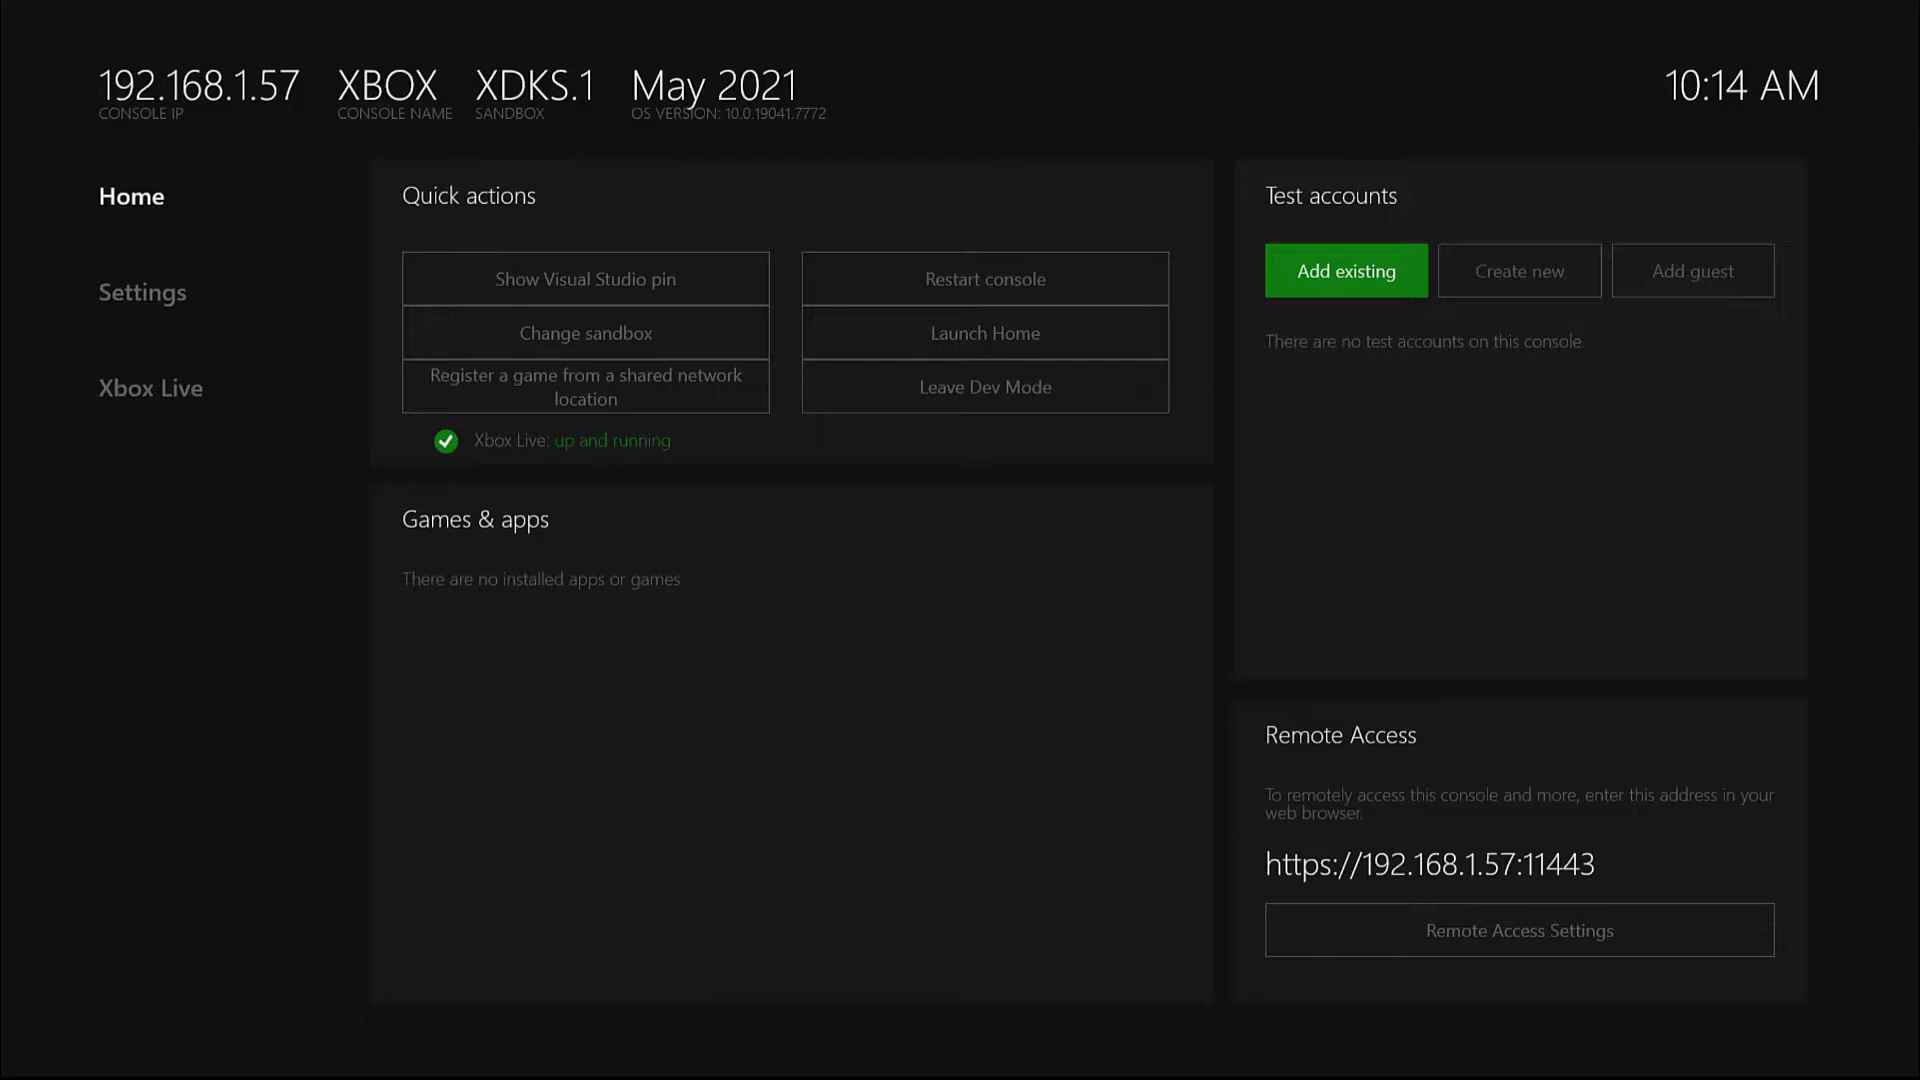 192.168.1.57
CONSOLE IP
XBOX
CONSOLE NAME
XDKS.1
SANDBOX
May 2021
OS VERSION: 10.0.19041.7772
10:14 AM
Home
Settings
Xbox Live
Quick actions
Show Visual Studio pin
Change sandbox
Register a game from a shared network
location
Restart console
Launch Home
Leave Dev Mode
Xbox Live: up and running
Games & apps
There are no installed apps or games
Test accounts
Add existing
Create new
Add guest
There are no test accounts on this console.
Remote Access
To remotely access this console and more, enter this address in your
web browser.
https://192.168.1.57:11443
Remote Access Settings